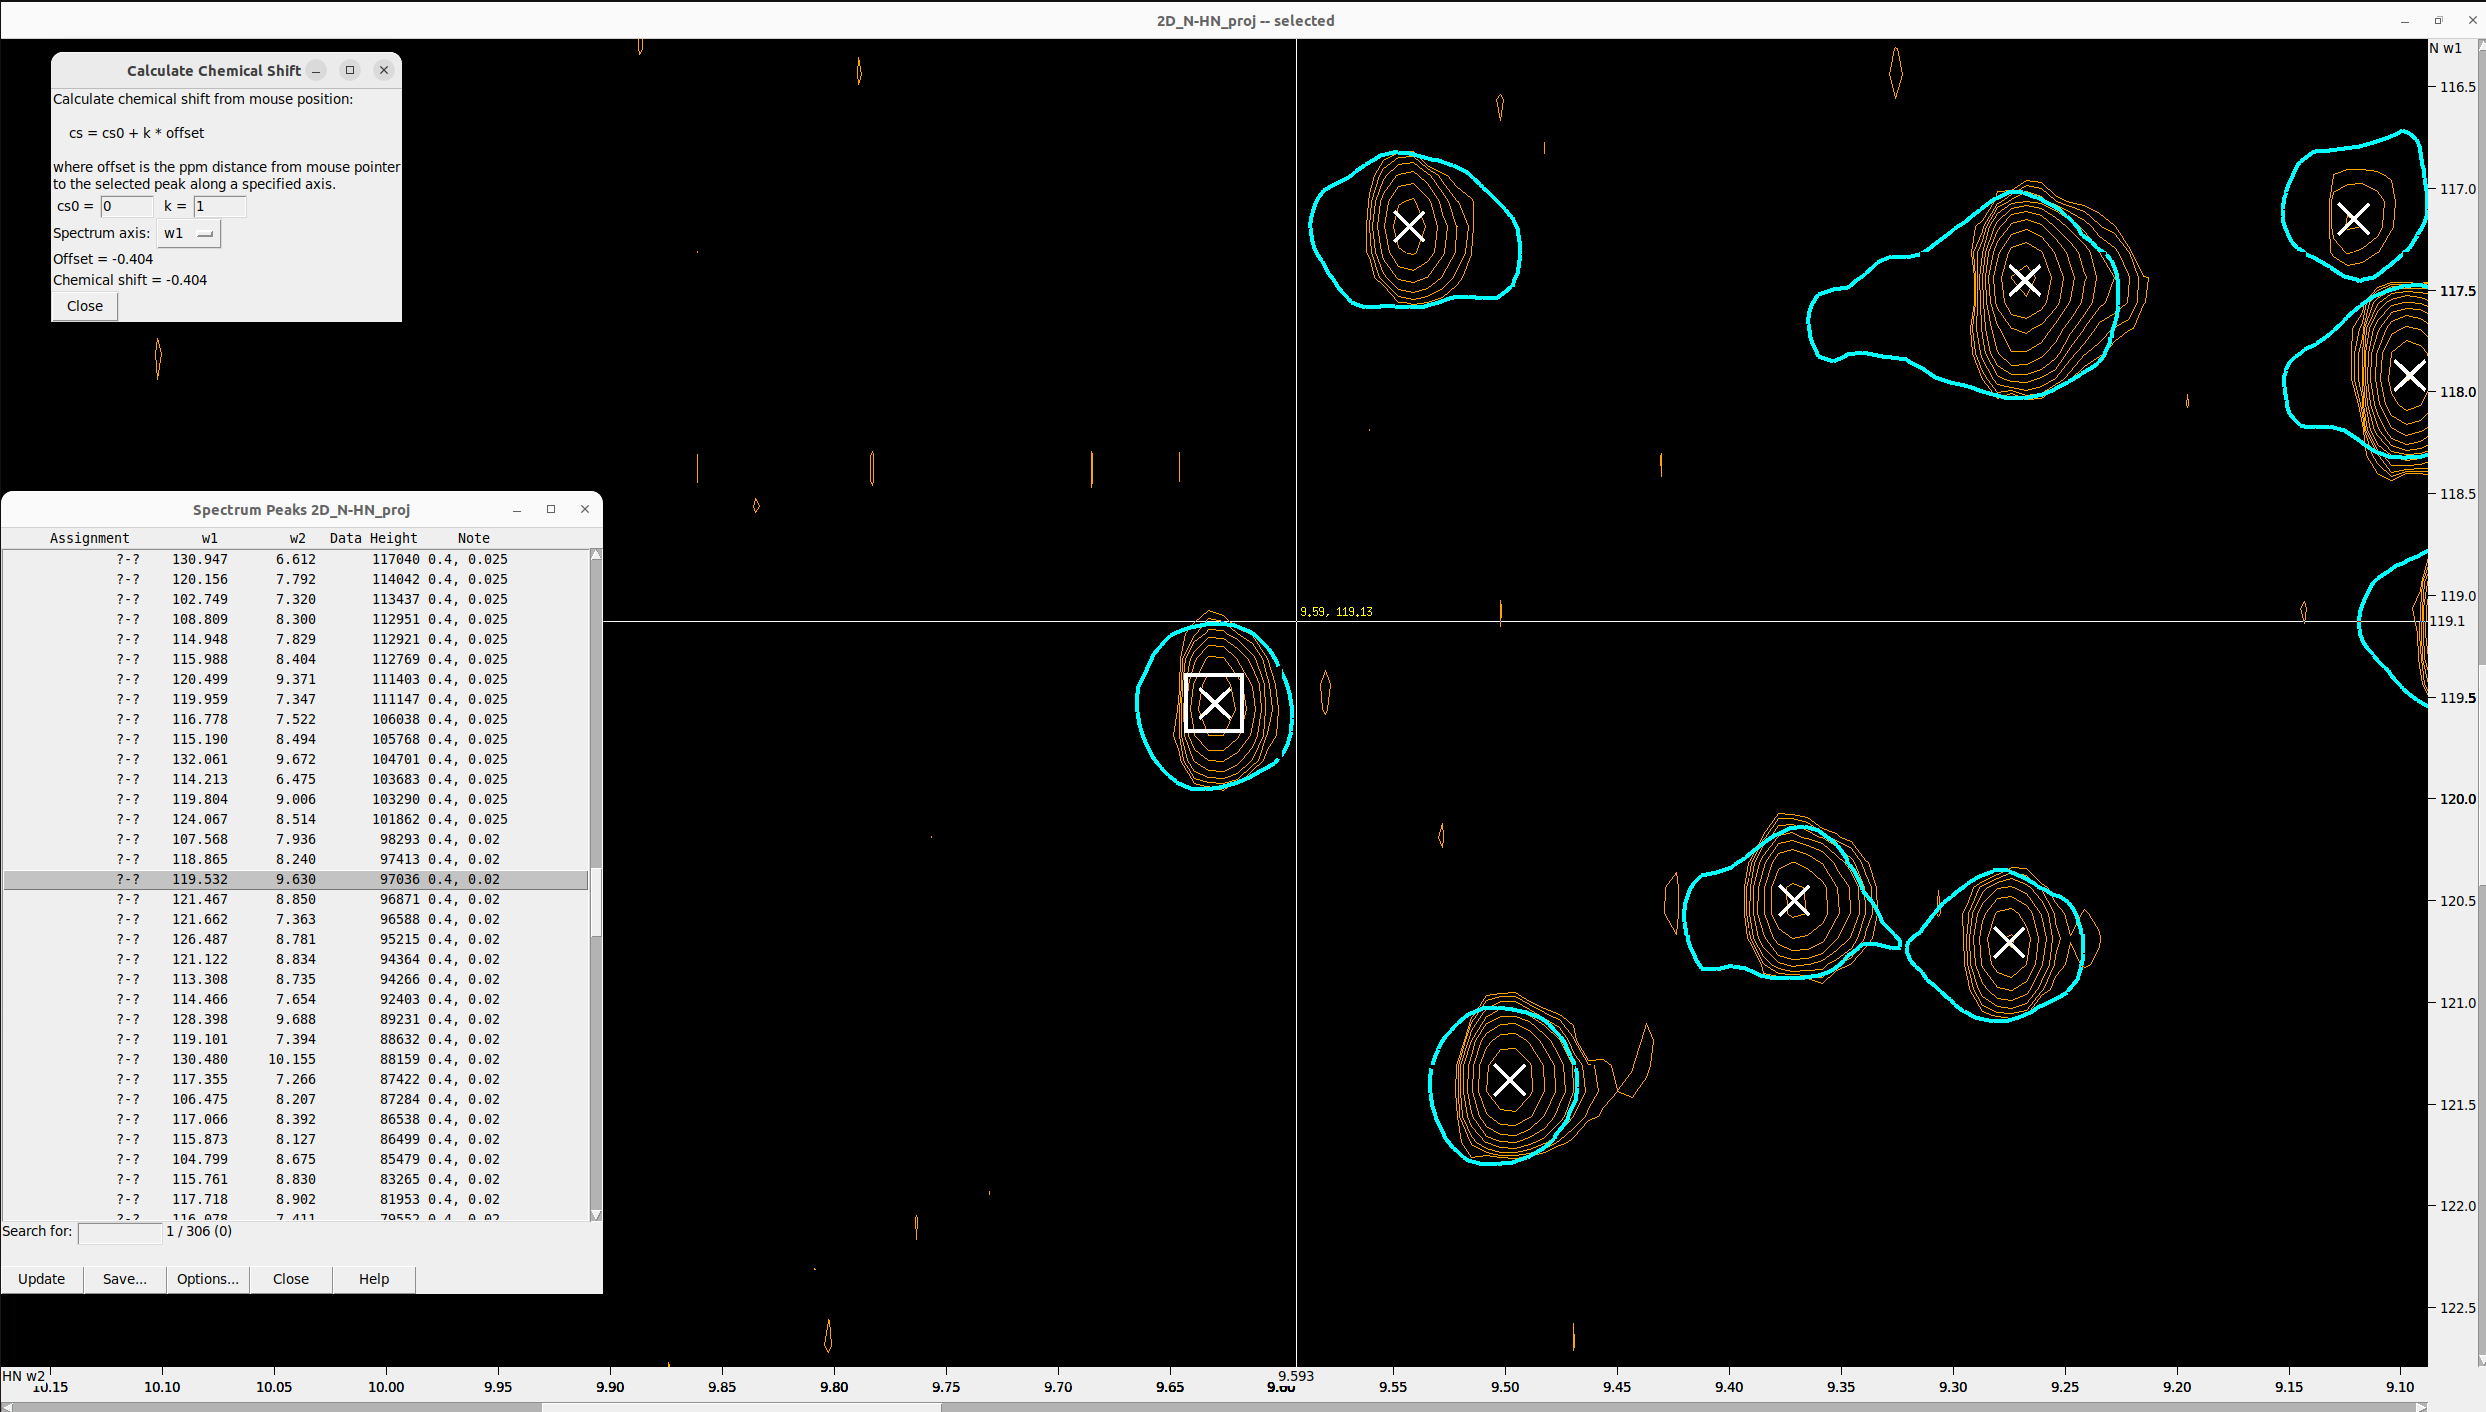 2D_N-HN_proj -- selected
N w1
Calculate Chemical Shift
Calculate chemical shift from mouse position:
cs = cs0 + k * offset
where offset is the ppm distance from mouse pointer
to the selected peak along a specified axis.
cs0 = 0 k = 1
Spectrum axis: w1
Offset = -0.404
Chemical shift = -0.404
Close
116.5
117.0
117.5
118.0
118.5
119.0
119.1
119.5
120.0
120.5
121.0
121.5
122.0
122.5
9.59, 119.13
Spectrum Peaks 2D_N-HN_proj
Assignment w1 w2 Data Height Note
?-? 130.947 6.612 117040 0.4, 0.025
?-? 120.156 7.792 114042 0.4, 0.025
?-? 102.749 7.320 113437 0.4, 0.025
?-? 108.809 8.300 112951 0.4, 0.025
?-? 114.948 7.829 112921 0.4, 0.025
?-? 115.988 8.404 112769 0.4, 0.025
?-? 120.499 9.371 111403 0.4, 0.025
?-? 119.959 7.347 111147 0.4, 0.025
?-? 116.778 7.522 106038 0.4, 0.025
?-? 115.190 8.494 105768 0.4, 0.025
?-? 132.061 9.672 104701 0.4, 0.025
?-? 114.213 6.475 103683 0.4, 0.025
?-? 119.804 9.006 103290 0.4, 0.025
?-? 124.067 8.514 101862 0.4, 0.025
?-? 107.568 7.936 98293 0.4, 0.02
?-? 118.865 8.240 97413 0.4, 0.02
?-? 119.532 9.630 97036 0.4, 0.02
?-? 121.467 8.850 96871 0.4, 0.02
?-? 121.662 7.363 96588 0.4, 0.02
?-? 126.487 8.781 95215 0.4, 0.02
?-? 121.122 8.834 94364 0.4, 0.02
?-? 113.308 8.735 94266 0.4, 0.02
?-? 114.466 7.654 92403 0.4, 0.02
?-? 128.398 9.688 89231 0.4, 0.02
?-? 119.101 7.394 88632 0.4, 0.02
?-? 130.480 10.155 88159 0.4, 0.02
?-? 117.355 7.266 87422 0.4, 0.02
?-? 106.475 8.207 87284 0.4, 0.02
?-? 117.066 8.392 86538 0.4, 0.02
?-? 115.873 8.127 86499 0.4, 0.02
?-? 104.799 8.675 85479 0.4, 0.02
?-? 115.761 8.830 83265 0.4, 0.02
?-? 117.718 8.902 81953 0.4, 0.02
?-? 116.078 7.411 79552 0.4, 0.02
Search for: 1 / 306 (0)
Update Save... Options... Close Help
HN w2 9.593
10.15 10.10 10.05 10.00 9.95 9.90 9.85 9.80 9.75 9.70 9.65 9.60 9.55 9.50 9.45 9.40 9.35 9.30 9.25 9.20 9.15 9.10